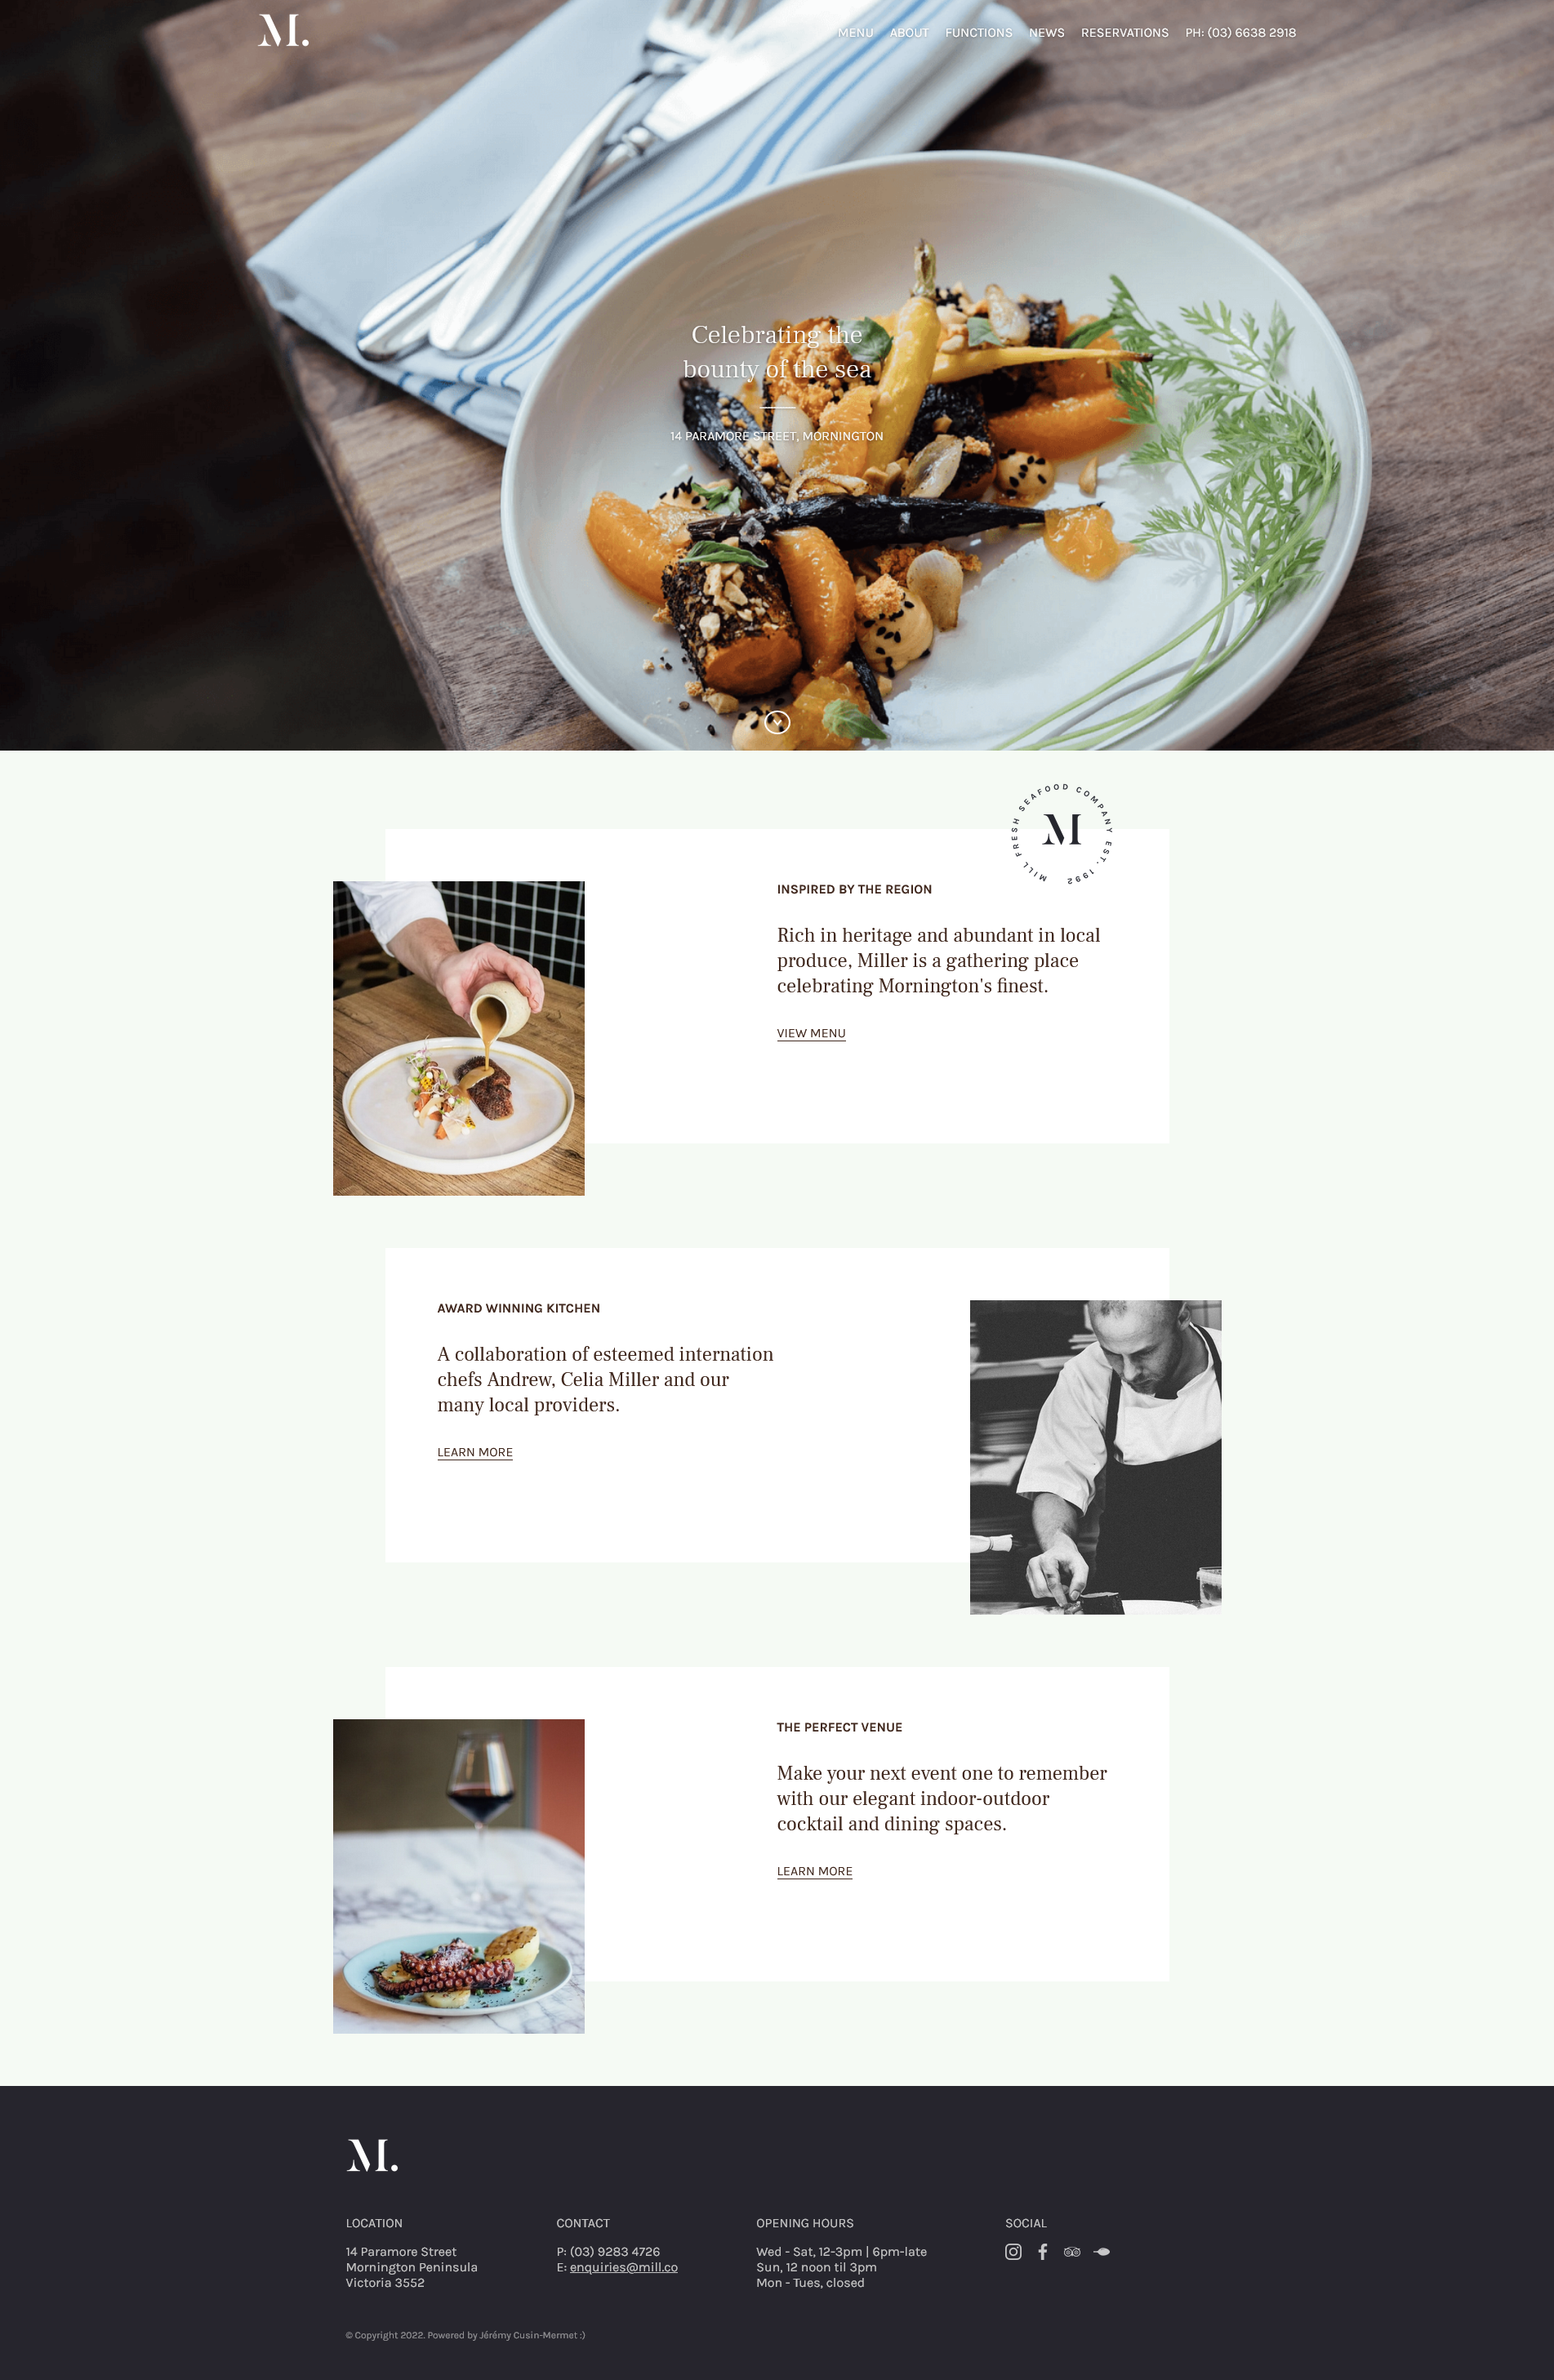 M.
MENU ABOUT FUNCTIONS NEWS RESERVATIONS PH: (03) 6638 2918
Celebrating the
bounty of the sea
14 PARAMORE STREET, MORNINGTON
MILL FRESH SEAFOOD COMPANY EST. 1992
M
INSPIRED BY THE REGION
Rich in heritage and abundant in local
produce, Miller is a gathering place
celebrating Mornington's finest.
VIEW MENU
AWARD WINNING KITCHEN
A collaboration of esteemed internation
chefs Andrew, Celia Miller and our
many local providers.
LEARN MORE
THE PERFECT VENUE
Make your next event one to remember
with our elegant indoor-outdoor
cocktail and dining spaces.
LEARN MORE
M.
LOCATION
14 Paramore Street
Mornington Peninsula
Victoria 3552
CONTACT
P: (03) 9283 4726
E: enquiries@mill.co
OPENING HOURS
Wed - Sat, 12-3pm | 6pm-late
Sun, 12 noon til 3pm
Mon - Tues, closed
SOCIAL
© Copyright 2022. Powered by Jérémy Cusin-Mermet :)